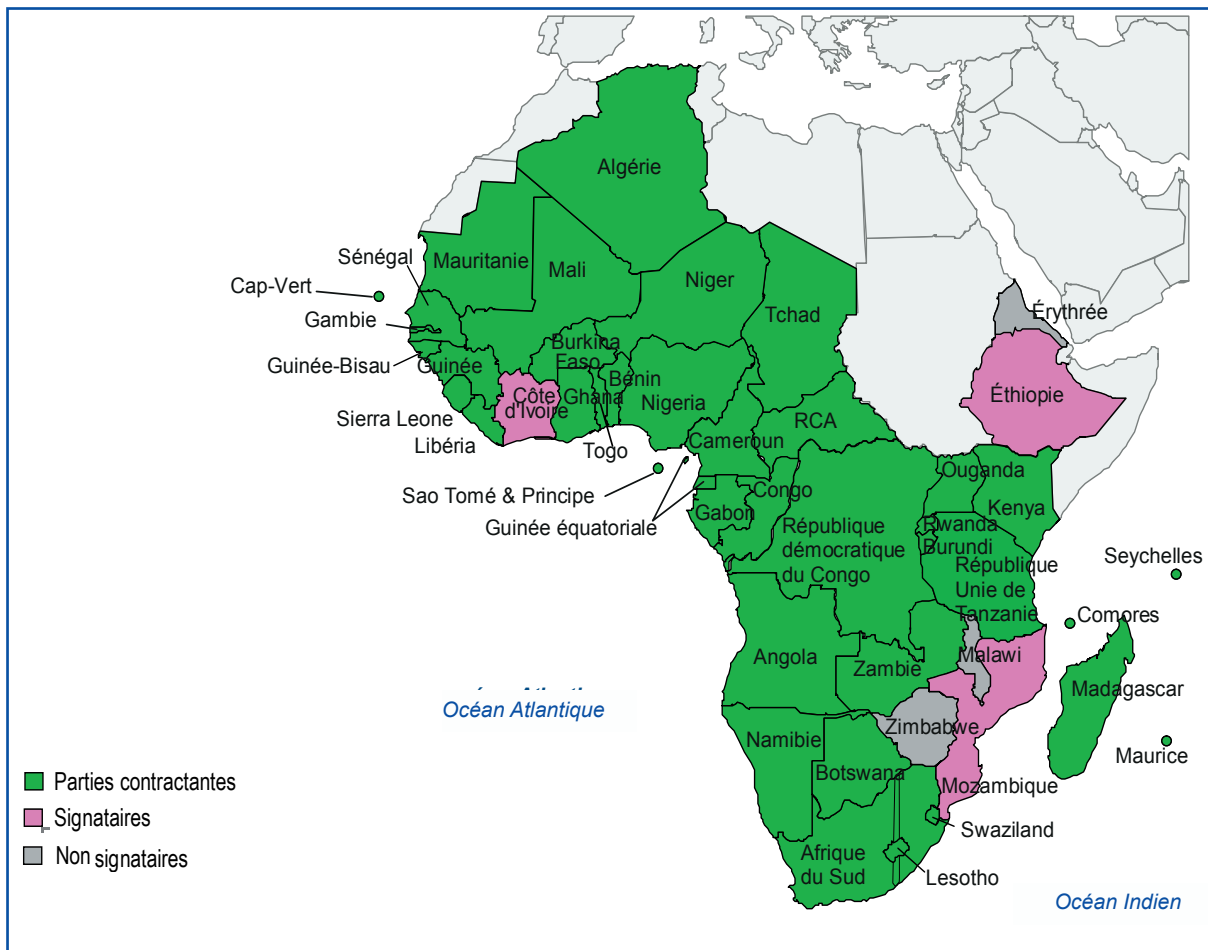 Algérie
Mauritanie
Mali
Niger
Tchad
Érythrée
Sénégal
Cap-Vert
Gambie
Guinée-Bisau
Guinée
Burkina
Faso
Bénin
Côte
d'Ivoire
Ghana
Nigeria
Éthiopie
Sierra Leone
Libéria
Togo
RCA
Cameroun
Sao Tomé & Principe
Guinée équatoriale
Congo
Gabon
Ouganda
Kenya
République
démocratique
du Congo
Rwanda
Burundi
République
Unie de
Tanzanie
Seychelles
Comores
Angola
Zambie
Malawi
Madagascar
Océan Atlantique
Namibie
Zimbabwe
Maurice
Botswana
Mozambique
Swaziland
Afrique
du Sud
Lesotho
Parties contractantes
Signataires
Non signataires
Océan Indien